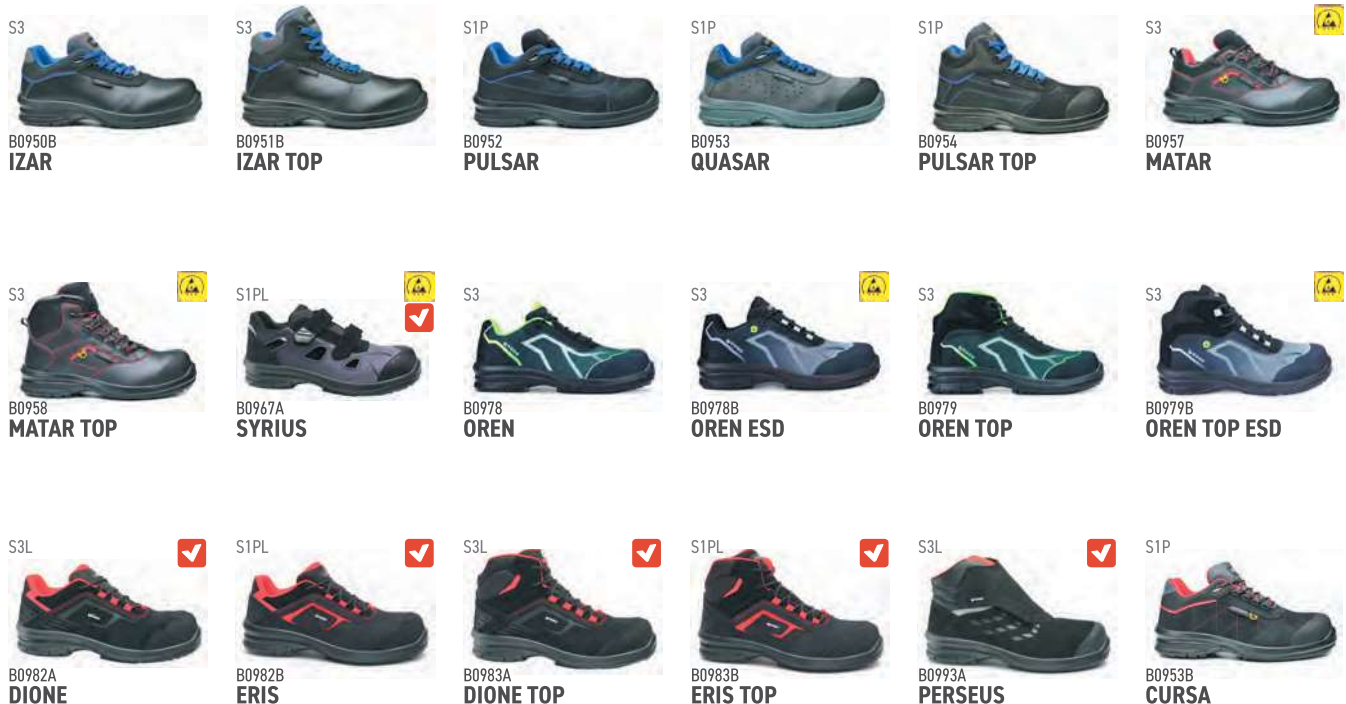 S3
B0950B
IZAR
S3
B0951B
IZAR TOP
S1P
B0952
PULSAR
S1P
B0953
QUASAR
S1P
B0954
PULSAR TOP
S3
B0957
MATAR
S3
B0958
MATAR TOP
S1PL
B0967A
SYRIUS
S3
B0978
OREN
S3
B0978B
OREN ESD
S3
B0979
OREN TOP
S3
B0979B
OREN TOP ESD
S3L
B0982A
DIONE
S1PL
B0982B
ERIS
S3L
B0983A
DIONE TOP
S1PL
B0983B
ERIS TOP
S3L
B0993A
PERSEUS
S1P
B0953B
CURSA